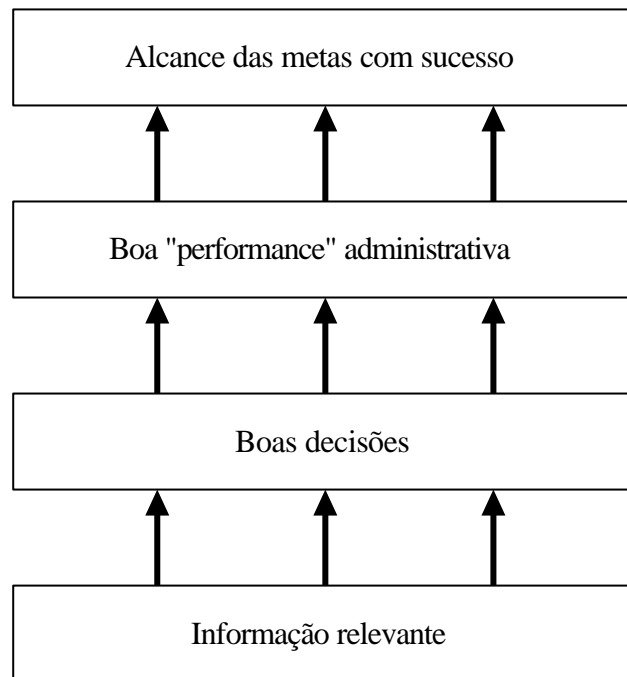 Alcance das metas com sucesso
Boa "performance" administrativa
Boas decisões
Informação relevante